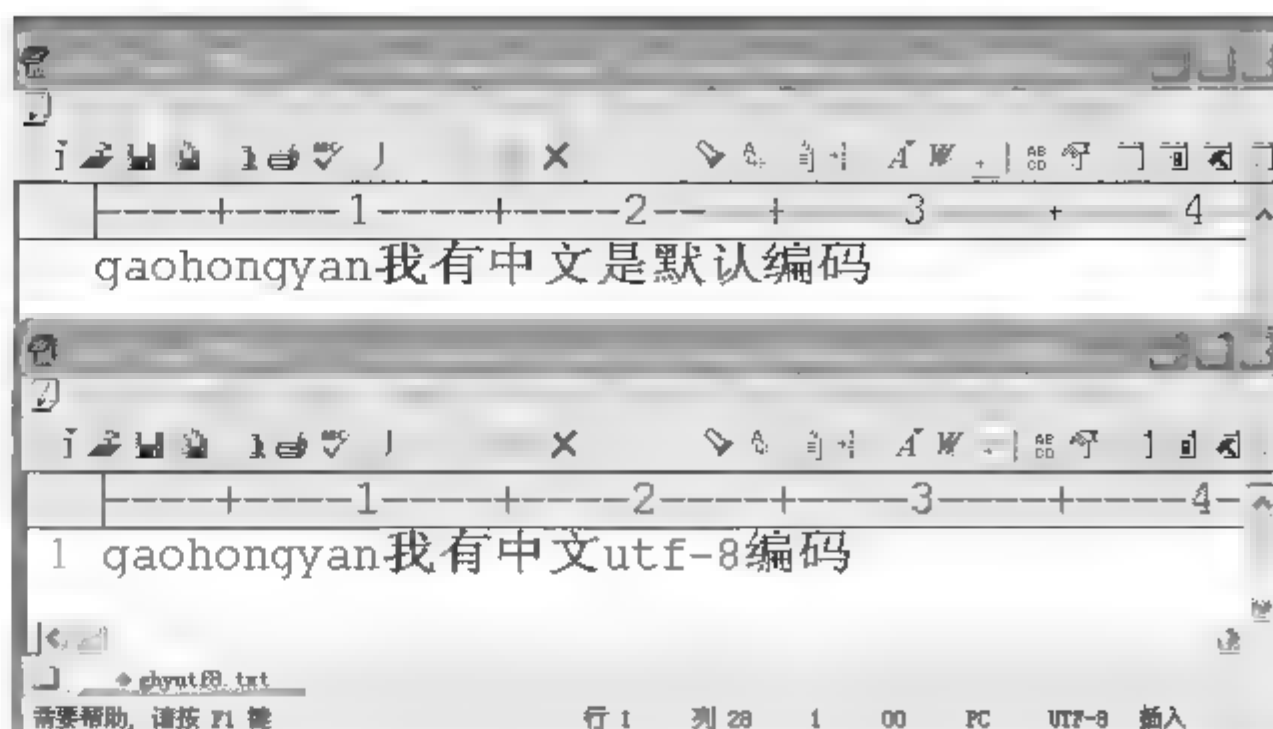 1 2 3 4
gaohongyan我有中文是默认编码
1 2 3 4
1 gaohongyan我有中文utf-8编码
ghyutf8.txt
需要帮助, 请按 F1 键 行 1 列 28 1 00 PC UTF-8 插入